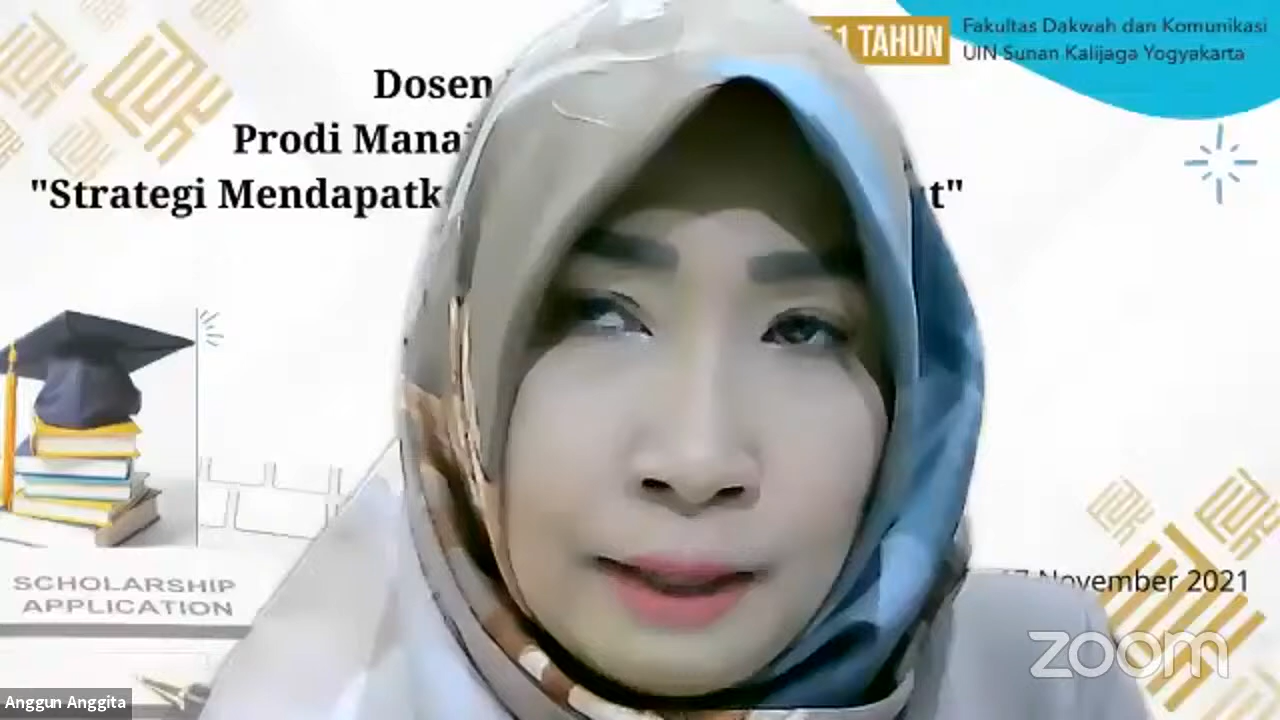 1 TAHUN
Fakultas Dakwah dan Komunikasi
UIN Sunan Kalijaga Yogyakarta
Dosen
Prodi Mana
"Strategi Mendapatk
t"
SCHOLARSHIP
APPLICATION
November 2021
zoom
Anggun Anggita